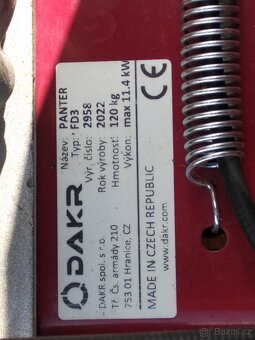 Název: PANTER
Typ: FD3
Výr. číslo: 2958
Rok výroby: 2022
Hmotnost: 120 kg
Výkon: max 11.4 kW
DAKR
DAKR spol. s r.o.
Tř. Čs. armády 210
753 01 Hranice, CZ
MADE IN CZECH REPUBLIC
www.dakr.com
CE
Bazoš.cz